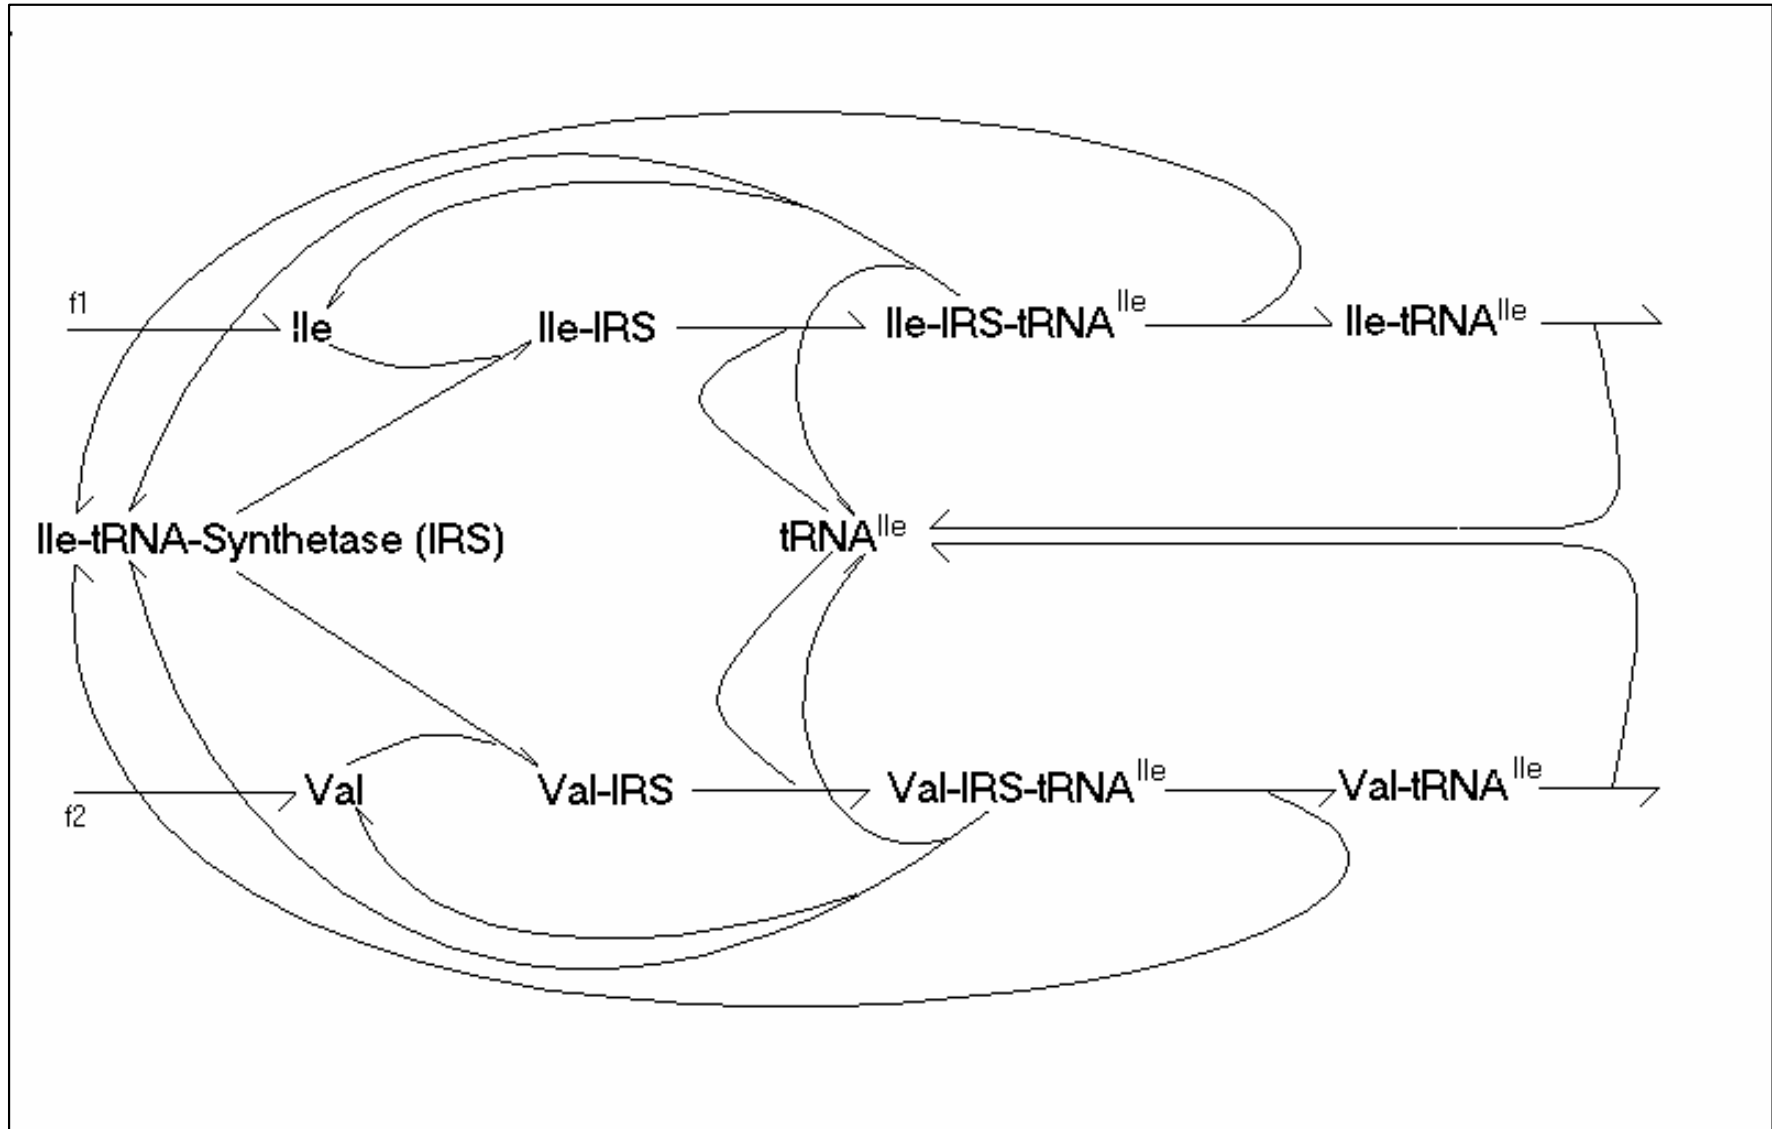 f1
Ile
Ile-IRS
Ile-IRS-tRNA^Ile
Ile-tRNA^Ile
Ile-tRNA-Synthetase (IRS)
tRNA^Ile
f2
Val
Val-IRS
Val-IRS-tRNA^Ile
Val-tRNA^Ile